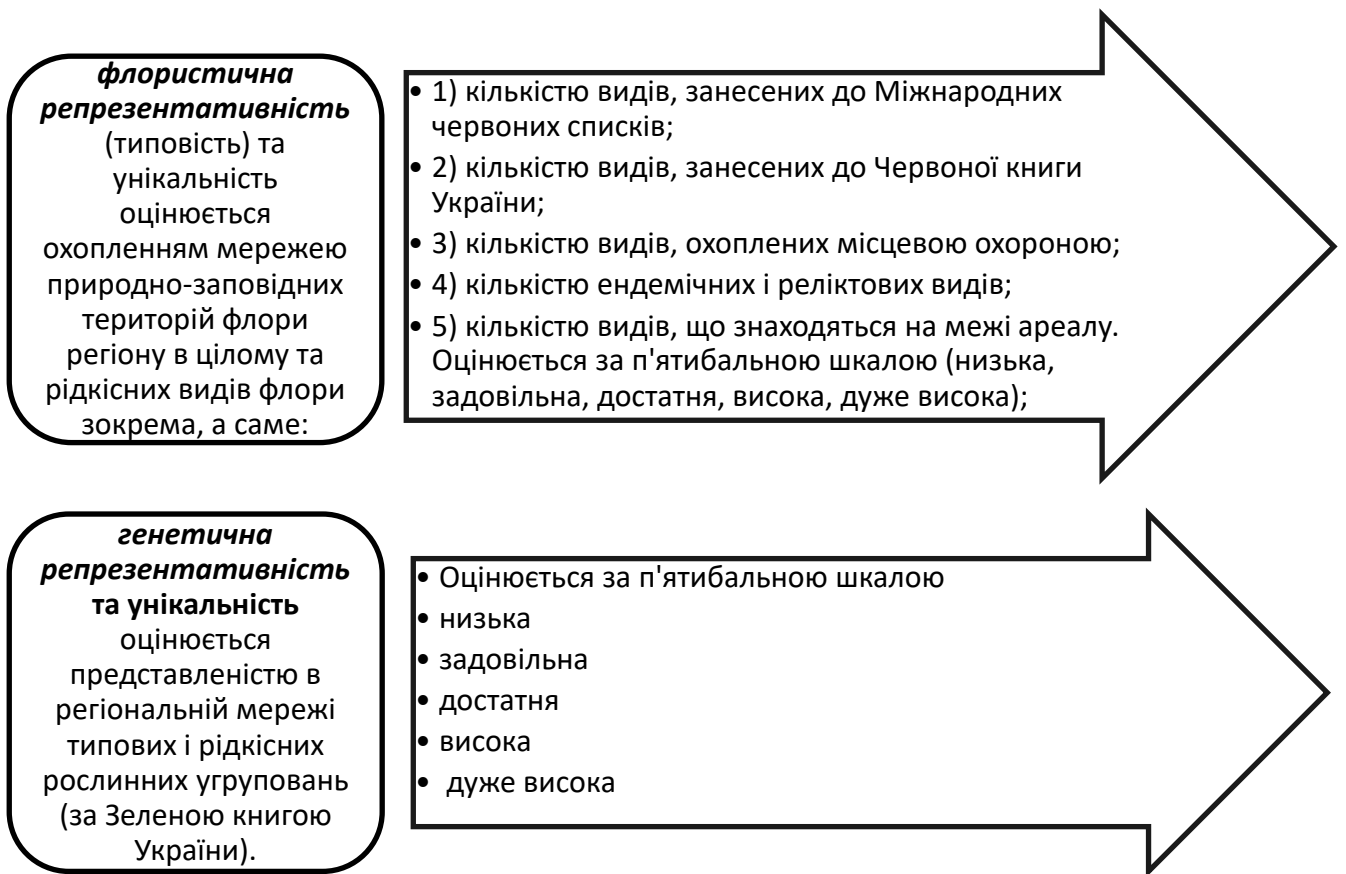 флористична
репрезентативність
(типовість) та
унікальність
оцінюється
охопленням мережею
природно-заповідних
територій флори
регіону в цілому та
рідкісних видів флори
зокрема, а саме:
• 1) кількістю видів, занесених до Міжнародних
червоних списків;
• 2) кількістю видів, занесених до Червоної книги
України;
• 3) кількістю видів, охоплених місцевою охороною;
• 4) кількістю ендемічних і реліктових видів;
• 5) кількістю видів, що знаходяться на межі ареалу.
Оцінюється за п'ятибальною шкалою (низька,
задовільна, достатня, висока, дуже висока);
генетична
репрезентативність
та унікальність
оцінюється
представленістю в
регіональній мережі
типових і рідкісних
рослинних угруповань
(за Зеленою книгою
України).
• Оцінюється за п'ятибальною шкалою
• низька
• задовільна
• достатня
• висока
• дуже висока